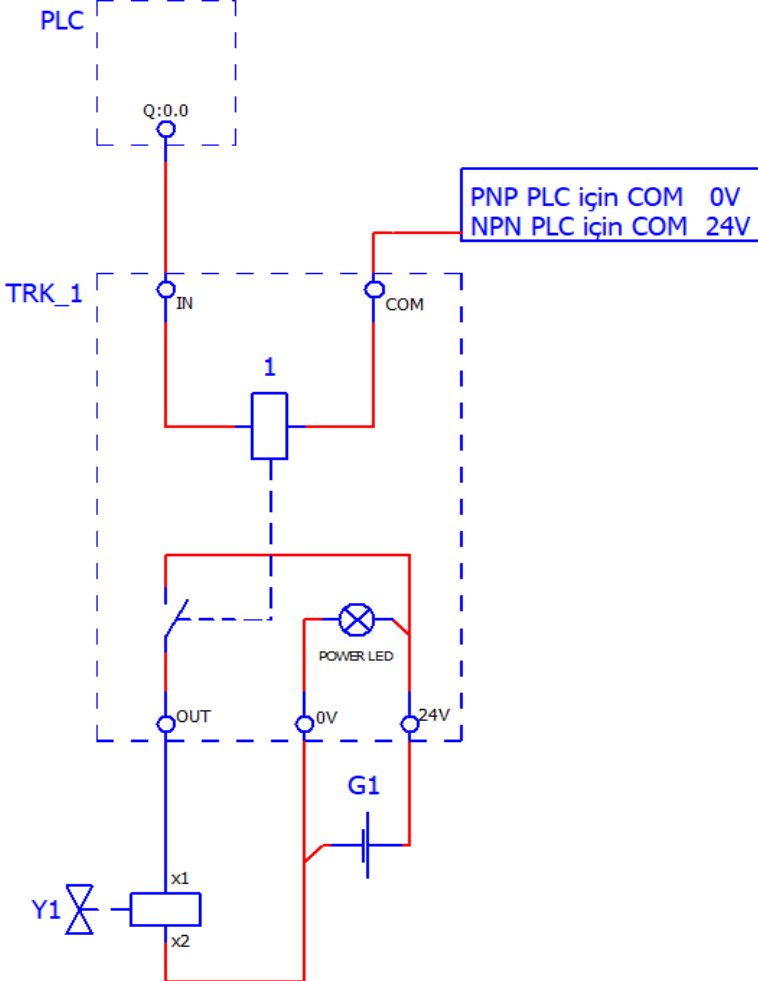 PLC
Q:0.0
PNP PLC için COM 0V
NPN PLC için COM 24V
TRK_1
IN
COM
1
POWER LED
OUT
0V
24V
G1
x1
Y1
x2